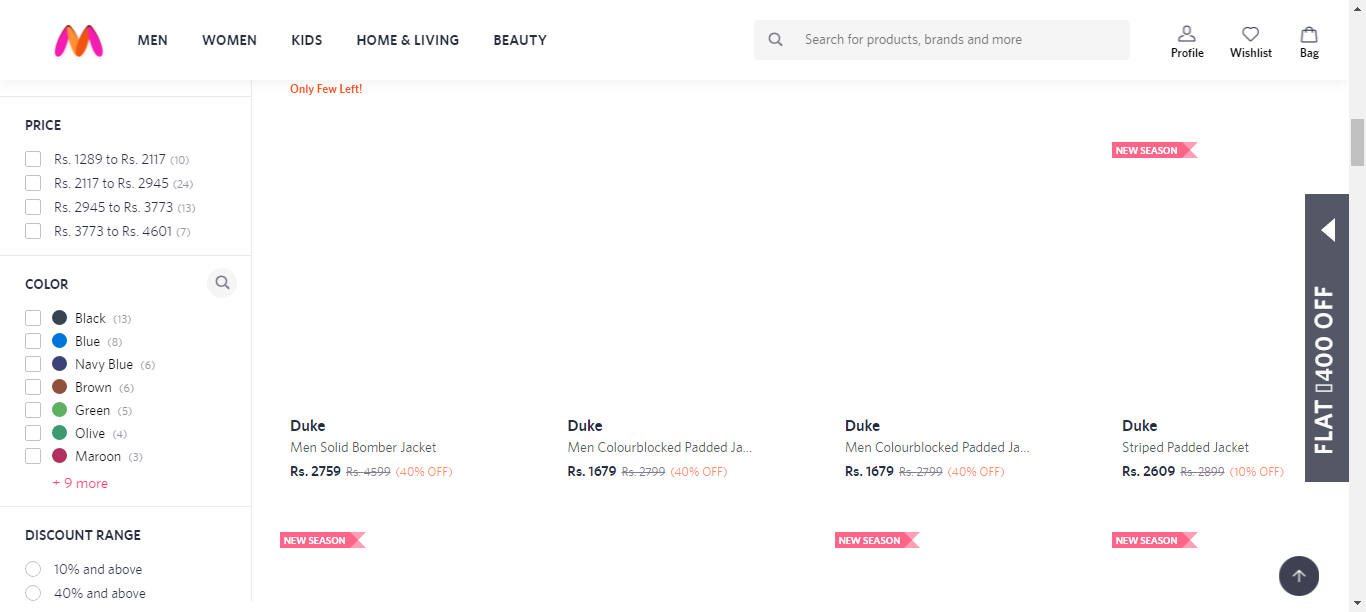 MEN WOMEN KIDS HOME & LIVING BEAUTY Search for products, brands and more Profile Wishlist Bag
Only Few Left!
PRICE
Rs. 1289 to Rs. 2117 (10)
Rs. 2117 to Rs. 2945 (24)
Rs. 2945 to Rs. 3773 (13)
Rs. 3773 to Rs. 4601 (7)
COLOR
Black (13)
Blue (8)
Navy Blue (6)
Brown (6)
Green (5)
Olive (4)
Maroon (3)
+ 9 more
DISCOUNT RANGE
10% and above
40% and above
NEW SEASON
Duke Duke Duke Duke
Men Solid Bomber Jacket Men Colourblocked Padded Ja... Men Colourblocked Padded Ja... Striped Padded Jacket
Rs. 2759 Rs. 4599 (40% OFF) Rs. 1679 Rs. 2799 (40% OFF) Rs. 1679 Rs. 2799 (40% OFF) Rs. 2609 Rs. 2899 (10% OFF)
NEW SEASON NEW SEASON NEW SEASON
FLAT ▯400 OFF